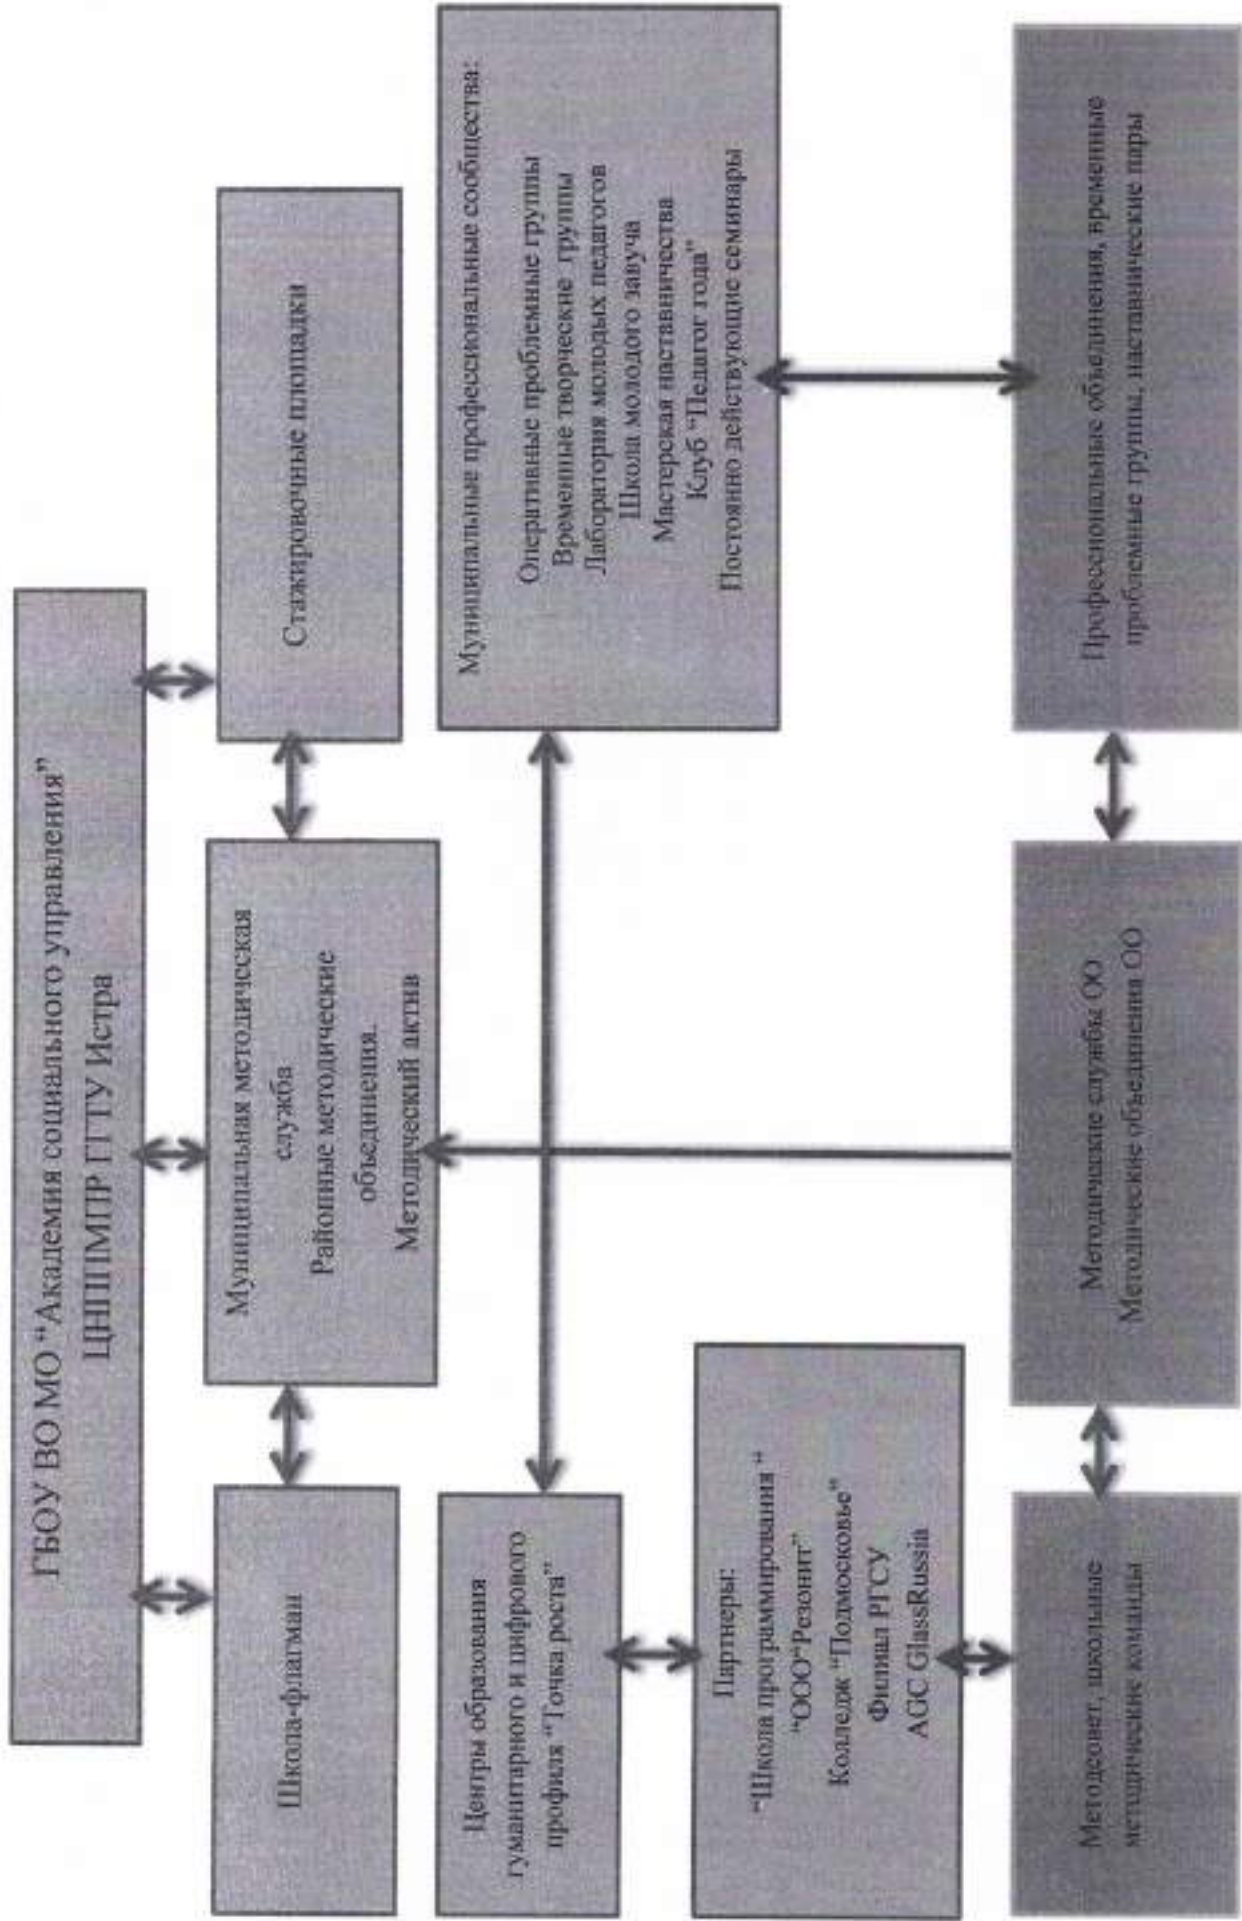 ГБОУ ВО МО “Академия социального управления”
ЦНППМПР ГГТУ Истра
Школа-флагман
Муниципальная методическая
служба
Районные методические
объединения.
Методический актив
Стажировочные площадки
Центры образования
гуманитарного и цифрового
профиля “Точка роста”
Муниципальные профессиональные сообщества:
Оперативные проблемные группы
Временные творческие группы
Лаборатория молодых педагогов
Школа молодого завуча
Мастерская наставничества
Клуб “Педагог года”
Постоянно действующие семинары
Партнеры:
“Школа программирования “
“ООО”Резонит”
Колледж “Подмосковье”
Филиал РГСУ
AGC GlassRussia
Методсовет, школьные
методические команды
Методические службы ОО
Методические объединения ОО
Профессиональные объединения, временные
проблемные группы, наставнические пары